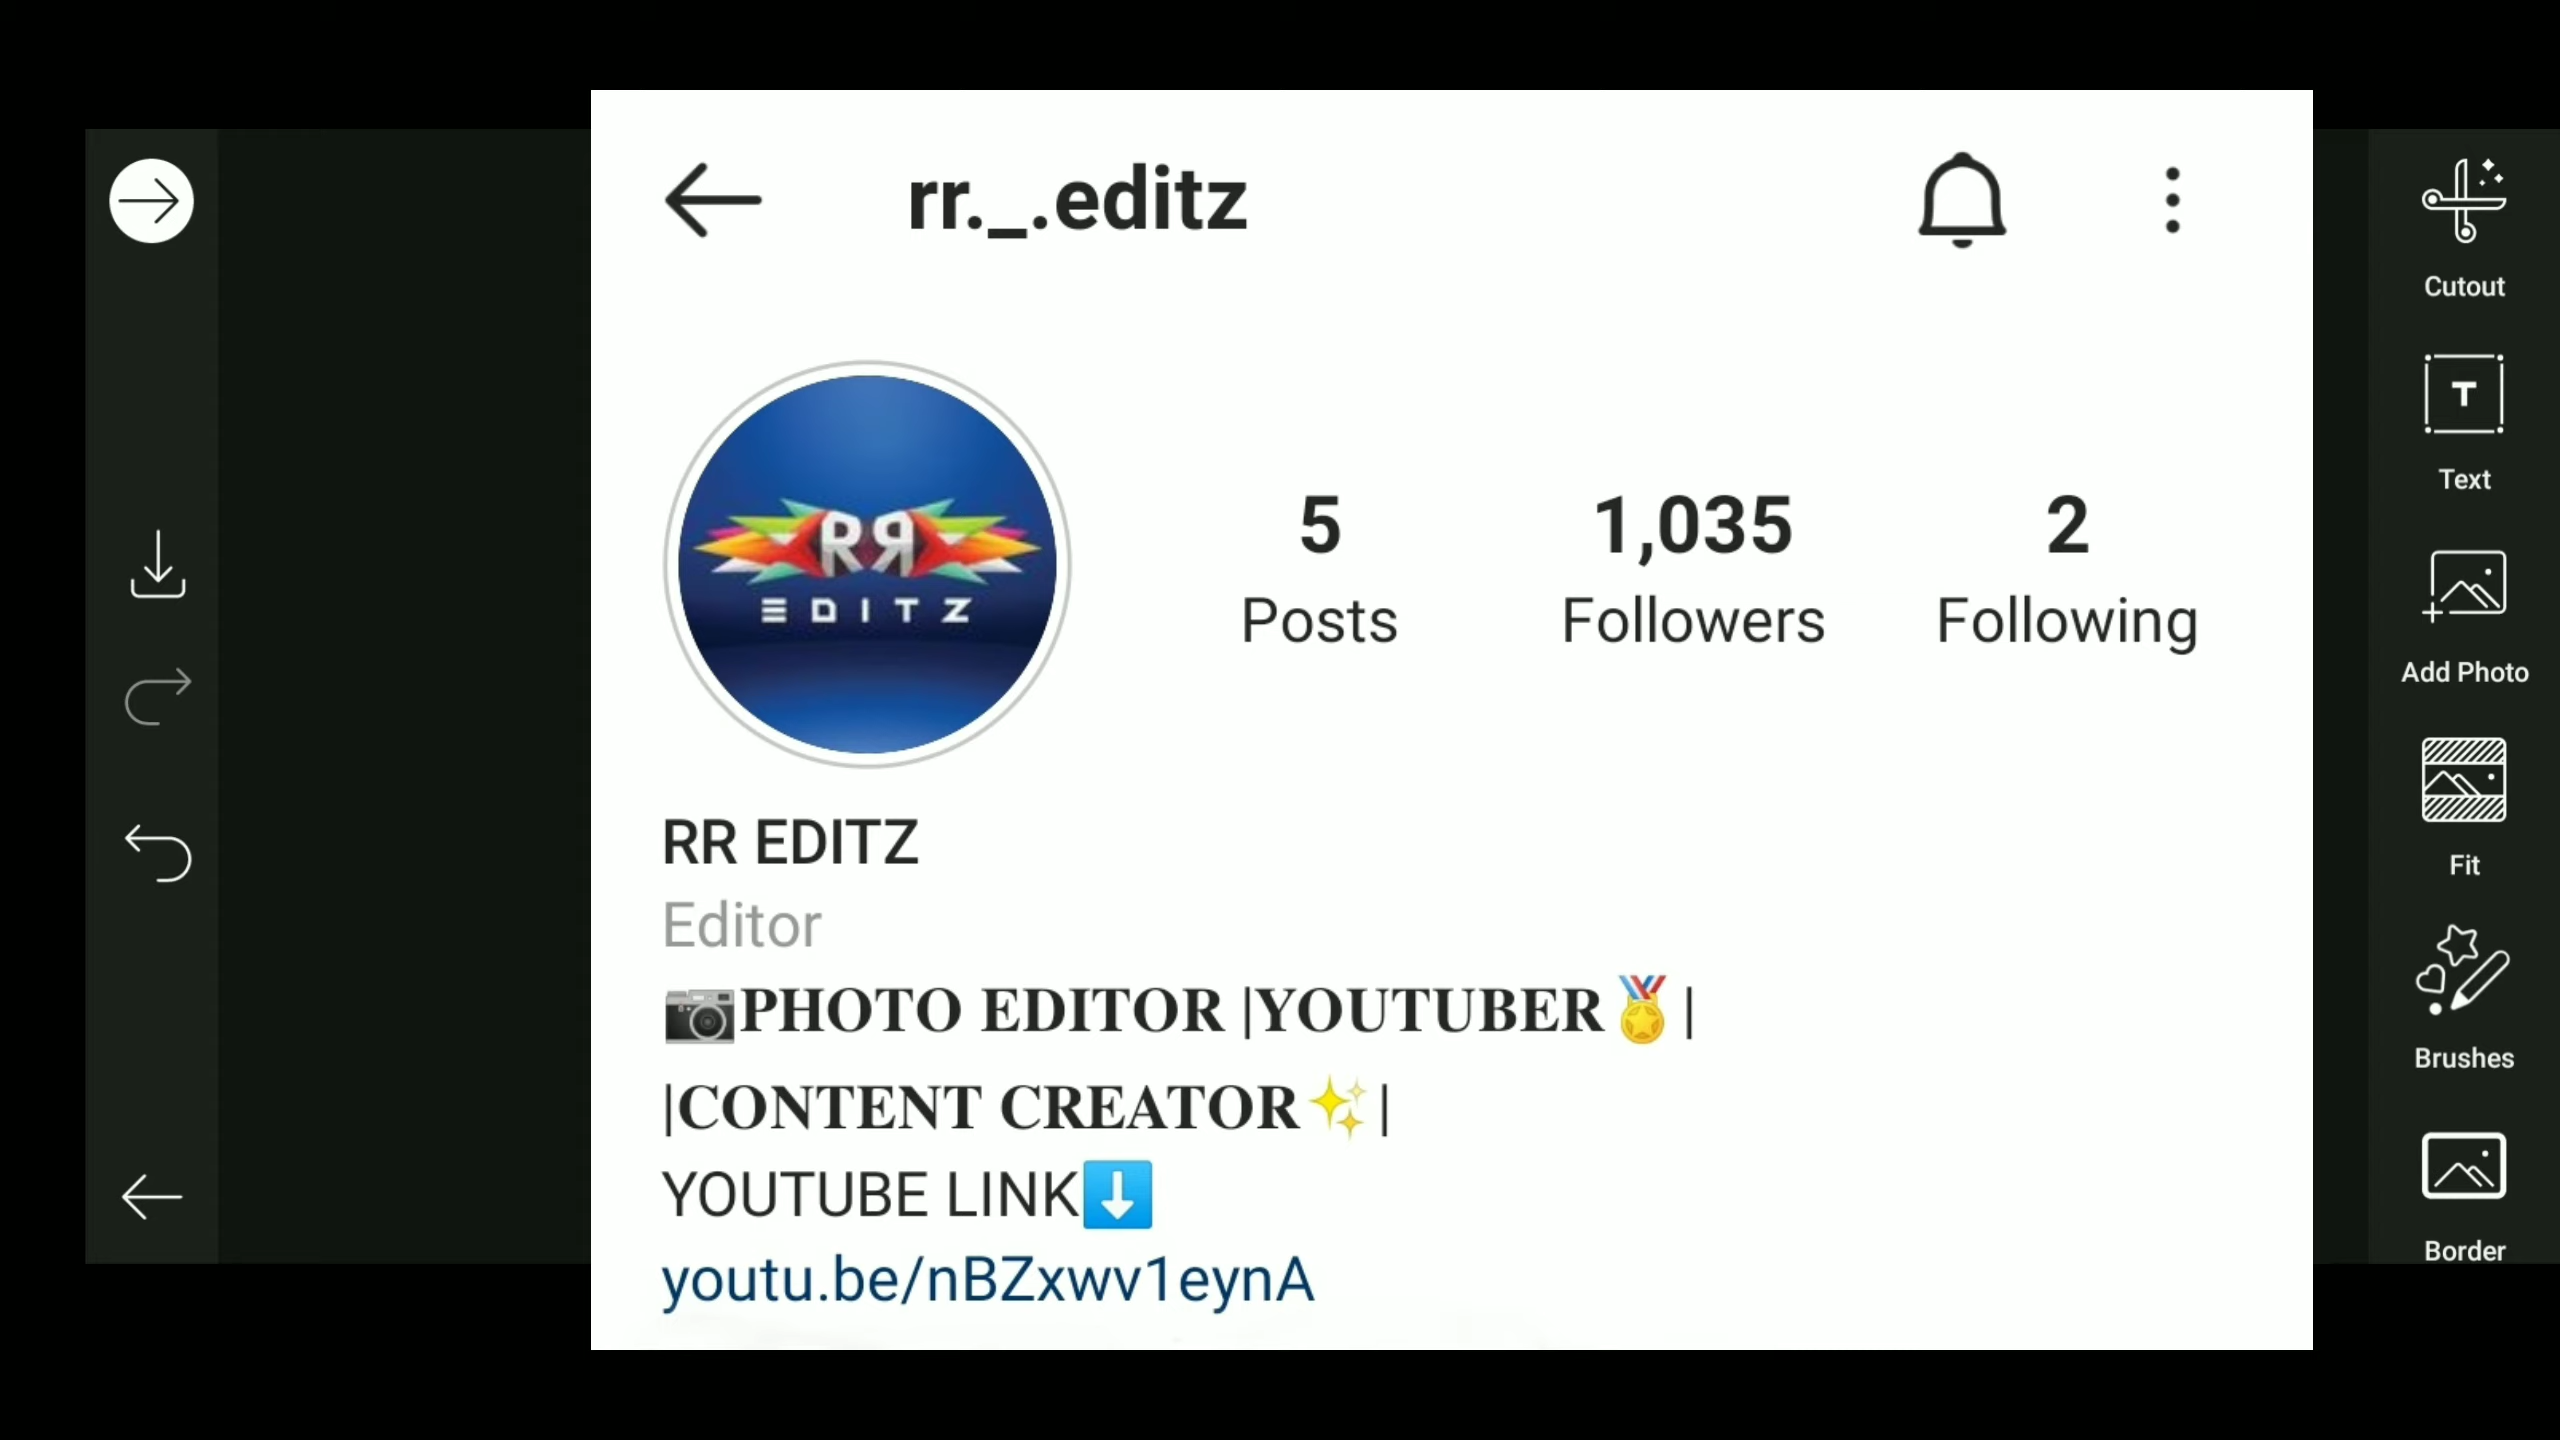 rr._.editz
RR
EDITZ
5 1,035 2
Posts Followers Following
RR EDITZ
Editor
📷PHOTO EDITOR |YOUTUBER🏅|
|CONTENT CREATOR✨|
YOUTUBE LINK⬇️
youtu.be/nBZxwv1eynA
Cutout
Text
Add Photo
Fit
Brushes
Border